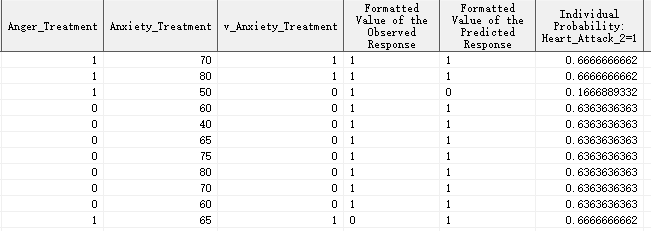 Anger_Treatment Anxiety_Treatment v_Anxiety_Treatment Formatted Value of the Observed Response Formatted Value of the Predicted Response Individual Probability: Heart_Attack_2=1
1 70 1 1 1 0.6666666662
1 80 1 1 1 0.6666666662
1 50 0 1 0 0.1666889332
0 60 0 1 1 0.6363636363
0 40 0 1 1 0.6363636363
0 65 0 1 1 0.6363636363
0 75 0 1 1 0.6363636363
0 80 0 1 1 0.6363636363
0 70 0 1 1 0.6363636363
0 60 0 1 1 0.6363636363
1 65 1 0 1 0.6666666662